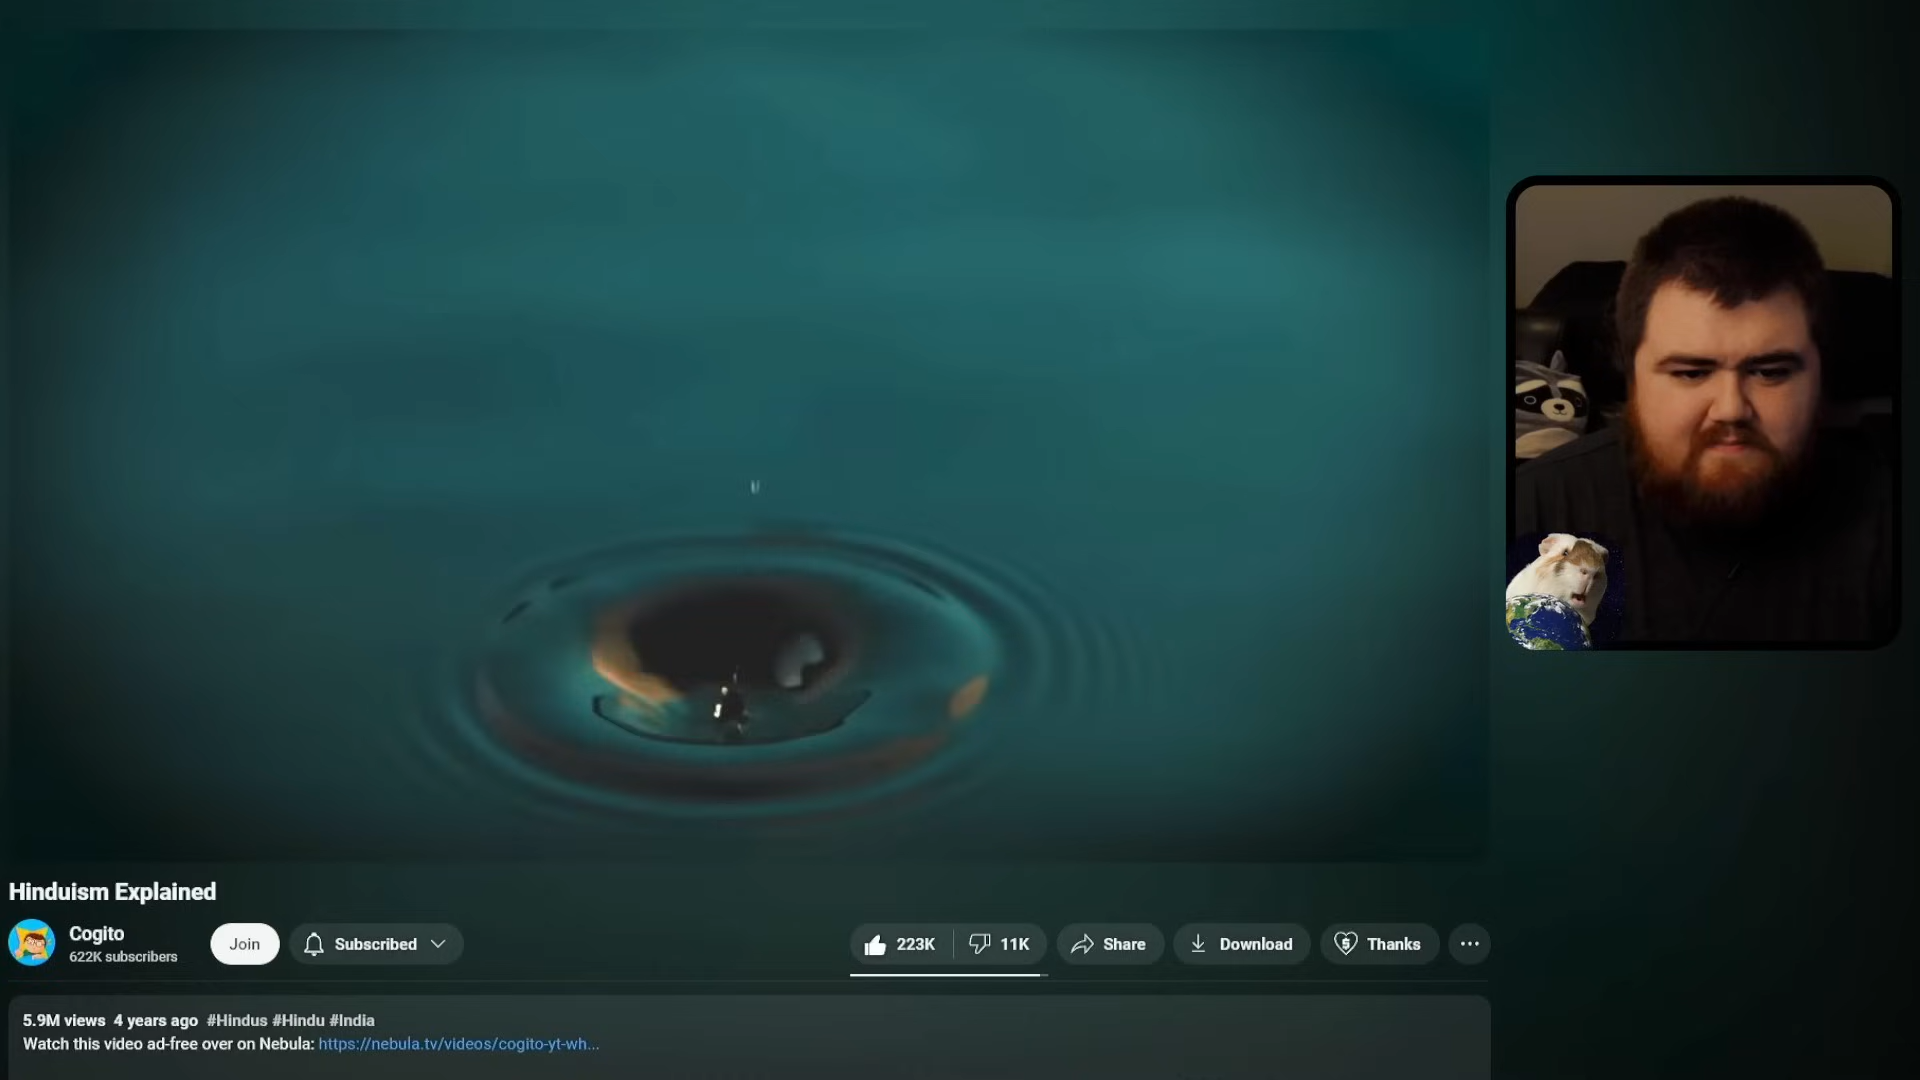 Hinduism Explained
Cogito
622K subscribers
Join
Subscribed
223K
11K
Share
Download
Thanks
5.9M views 4 years ago #Hindus #Hindu #India
Watch this video ad-free over on Nebula: https://nebula.tv/videos/cogito-yt-wh...